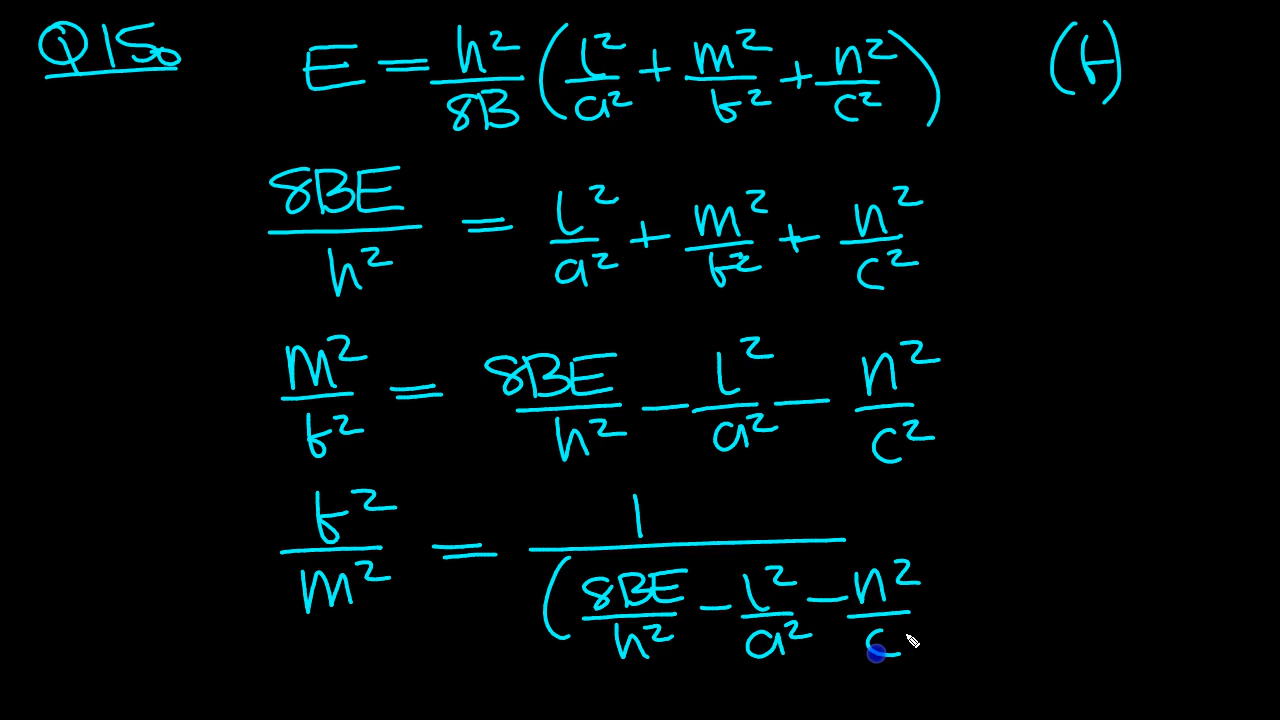 Q150 E = h²/8B (l²/a² + m²/b² + n²/c²) (b)
8BE/h² = l²/a² + m²/b² + n²/c²
m²/b² = 8BE/h² - l²/a² - n²/c²
b²/m² = 1/(8BE/h² - l²/a² - n²/c